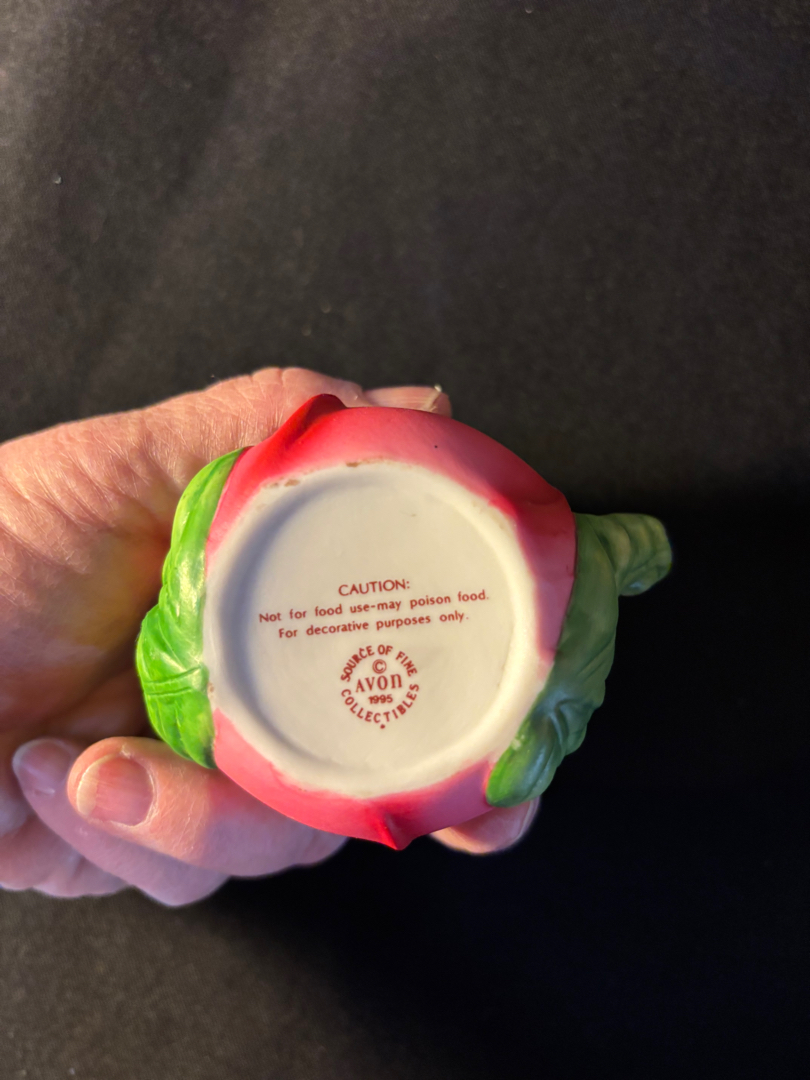 CAUTION:
Not for food use-may poison food.
For decorative purposes only.
SOURCE OF FINE
©
AVON
1995
COLLECTIBLES